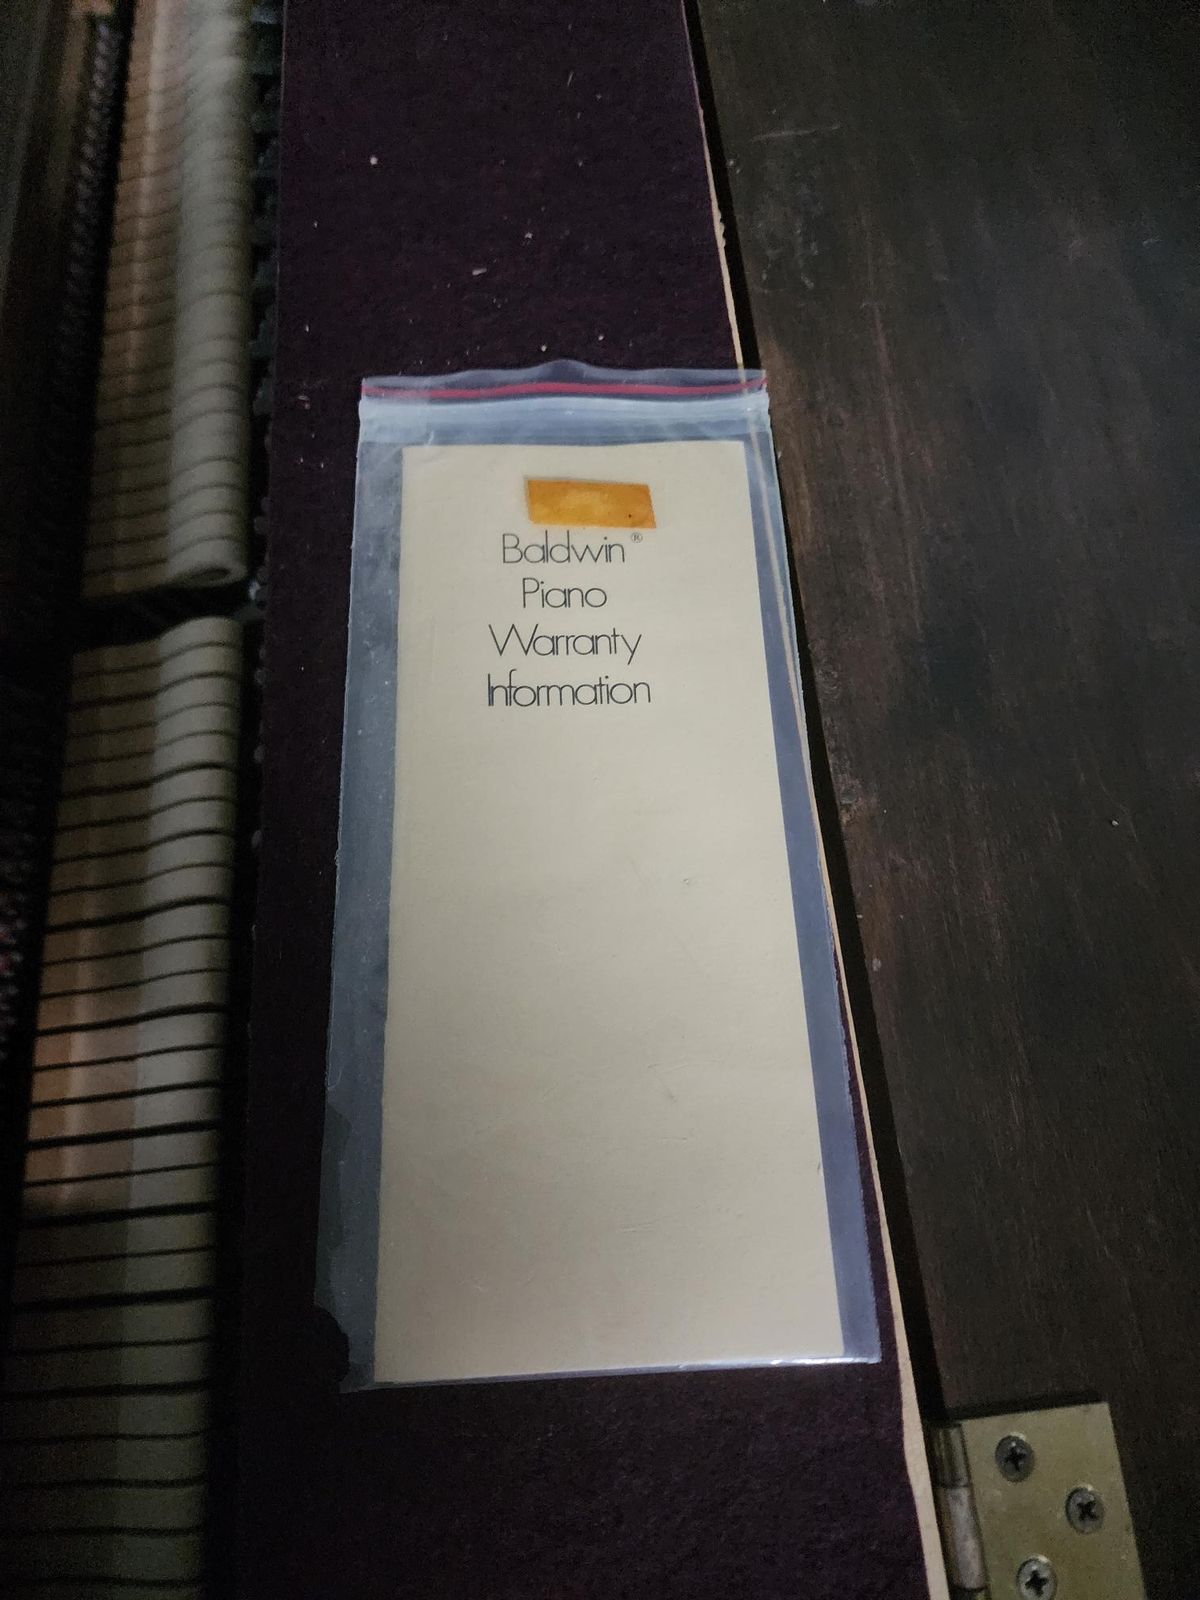 Baldwin®
Piano
Warranty
Information